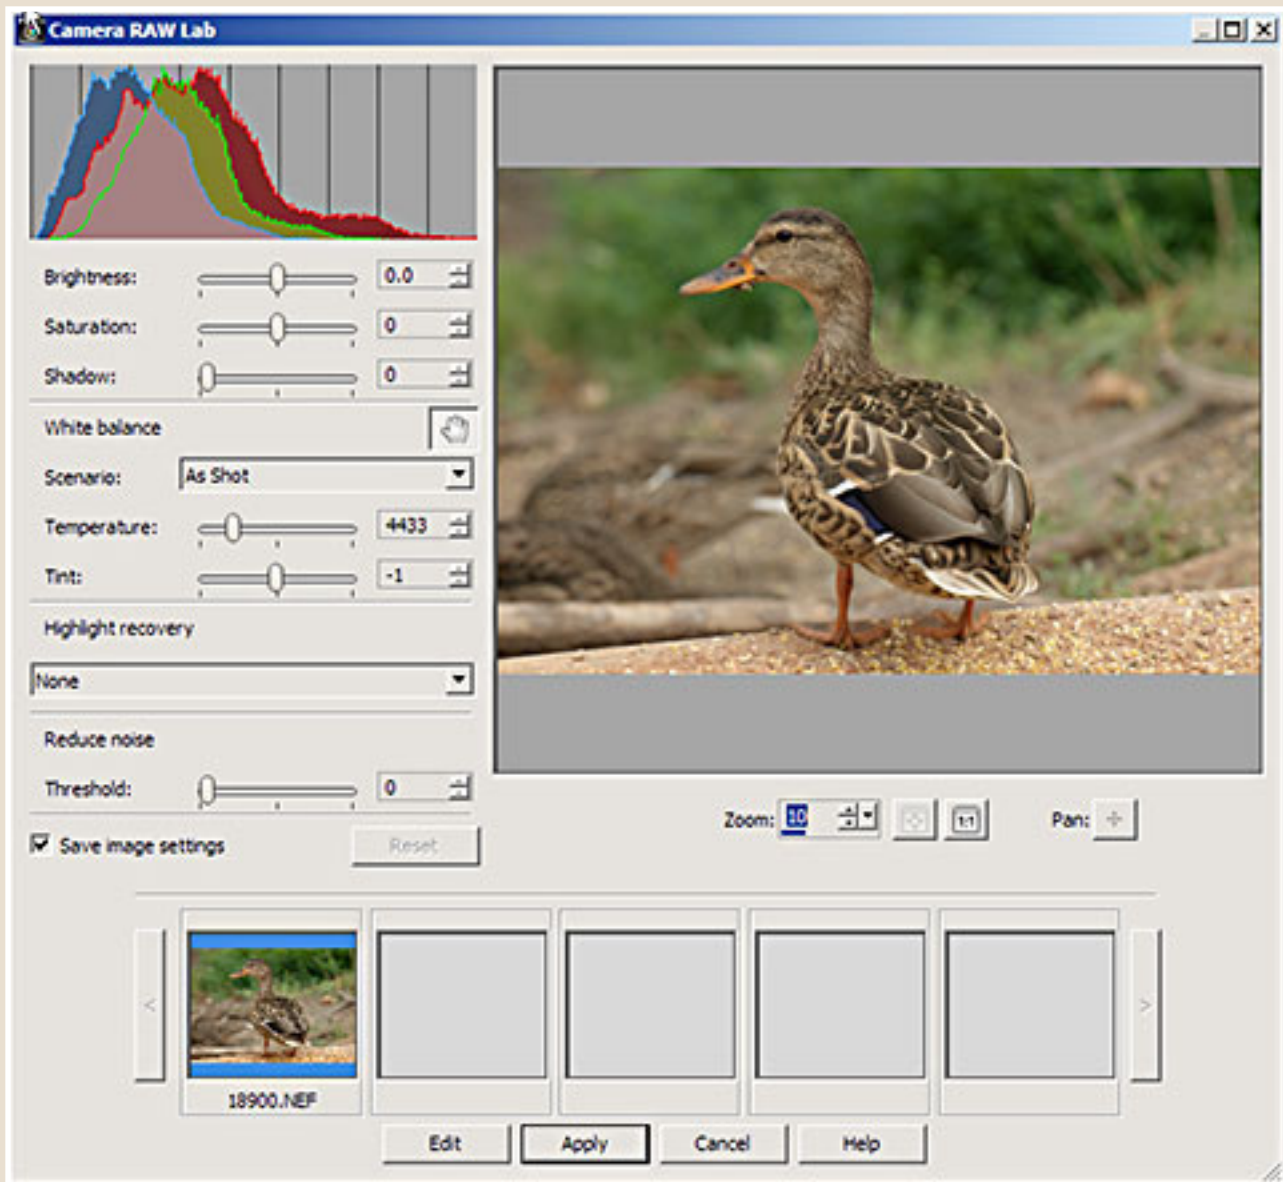 Camera RAW Lab
Brightness: 0.0
Saturation: 0
Shadow: 0
White balance
Scenario: As Shot
Temperature: 4433
Tint: -1
Highlight recovery
None
Reduce noise
Threshold: 0
Save image settings Reset
Zoom: 10 1:1 Pan:
< >
18900.NEF
Edit Apply Cancel Help